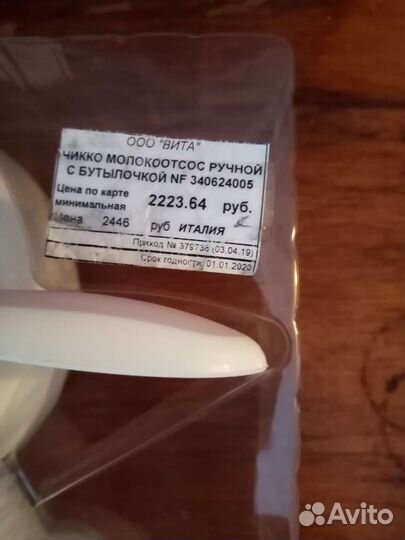 ООО "ВИТА"
ЧИККО МОЛОКООТСОС РУЧНОЙ
С БУТЫЛОЧКОЙ NF 340624005
Цена по карте
минимальная 2223.64 руб.
Цена 2446 руб ИТАЛИЯ
Приход № 379738 (03.04.19)
Срок годности: 01.01.2020
Avito